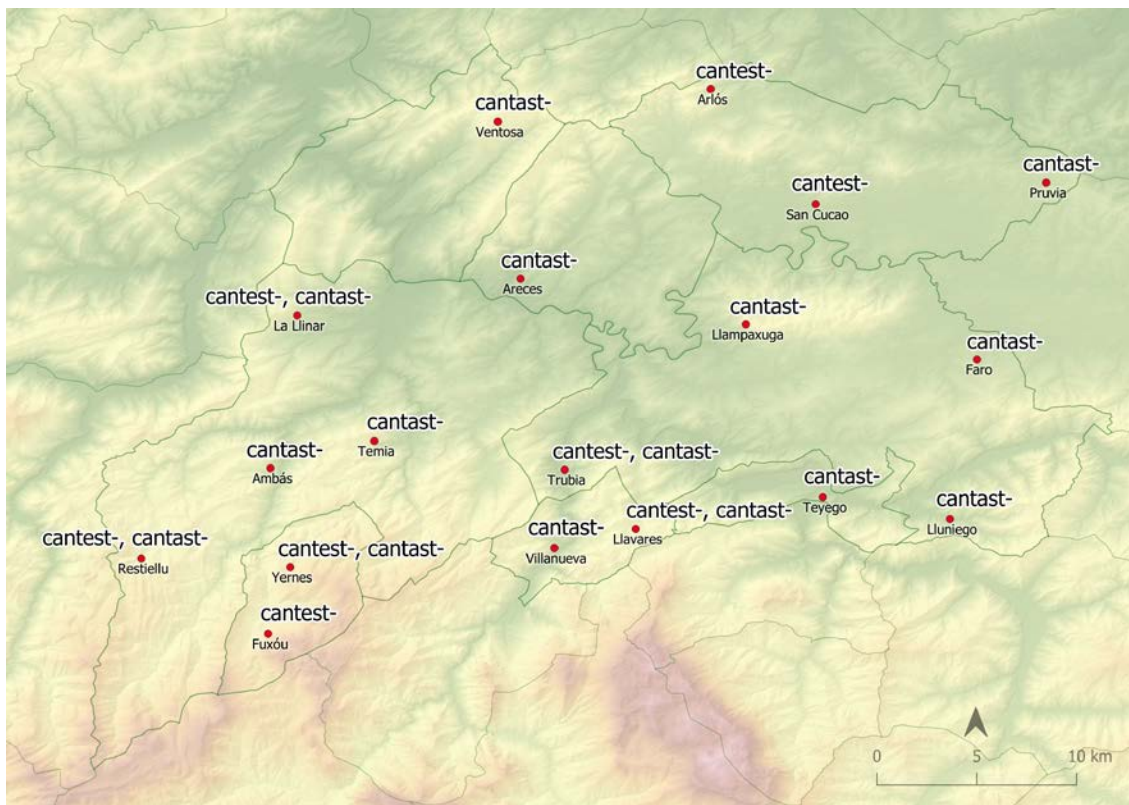 cantest-
Arlós
cantast-
Ventosa
cantast-
Pruvia
cantest-
San Cucao
cantast-
Areces
cantest-, cantast-
La Llinar
cantast-
Llampaxuga
cantast-
Faro
cantast-
Temia
cantast-
Ambás
cantest-, cantast-
Trubia
cantast-
Teyego
cantast-
Lluniego
cantest-, cantast-
Llavares
cantast-
Villanueva
cantest-, cantast-
Restiellu
cantest-, cantast-
Yernes
cantest-
Fuxóu
0 10 km